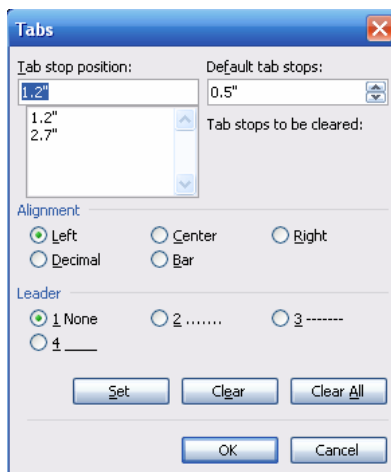 Tabs
Tab stop position:
Default tab stops:
1.2"
0.5"
1.2"
2.7"
Tab stops to be cleared:
Alignment
Left
Center
Right
Decimal
Bar
Leader
1 None
2 .......
3 -------
4 ____
Set
Clear
Clear All
OK
Cancel